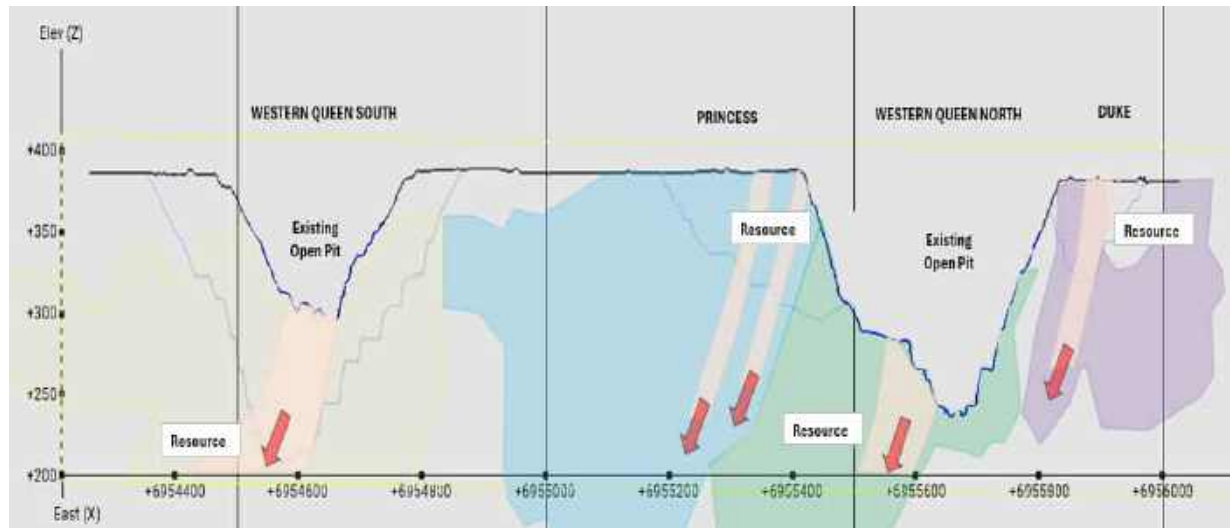 Elev (Z)
WESTERN QUEEN SOUTH
PRINCESS
WESTERN QUEEN NORTH
DUKE
+400
+350
+300
+250
+200
Existing
Open Pit
Resource
Existing
Open Pit
Resource
Resource
Resource
+6954400
+6954600
+6954800
+6955000
+6955200
+6955400
+6955600
+6955800
+6956000
East (X)